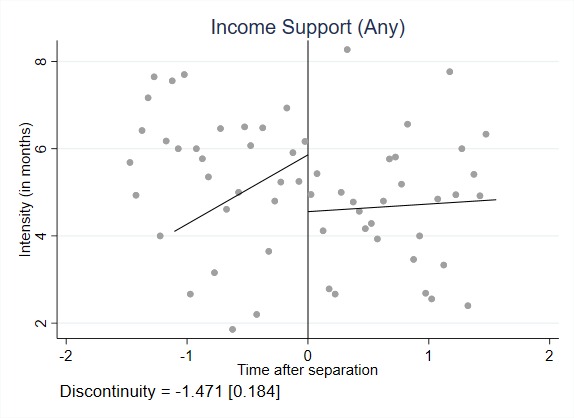 Income Support (Any)
Intensity (in months)
8
6
4
2
-2 -1 0 1 2
Time after separation
Discontinuity = -1.471 [0.184]